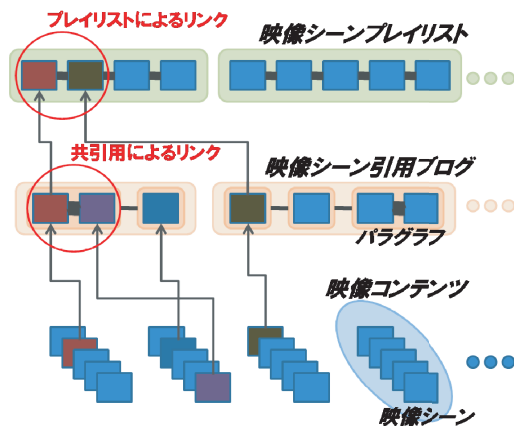 プレイリストによるリンク
映像シーンプレイリスト
共引用によるリンク
映像シーン引用ブログ
パラグラフ
映像コンテンツ
映像シーン